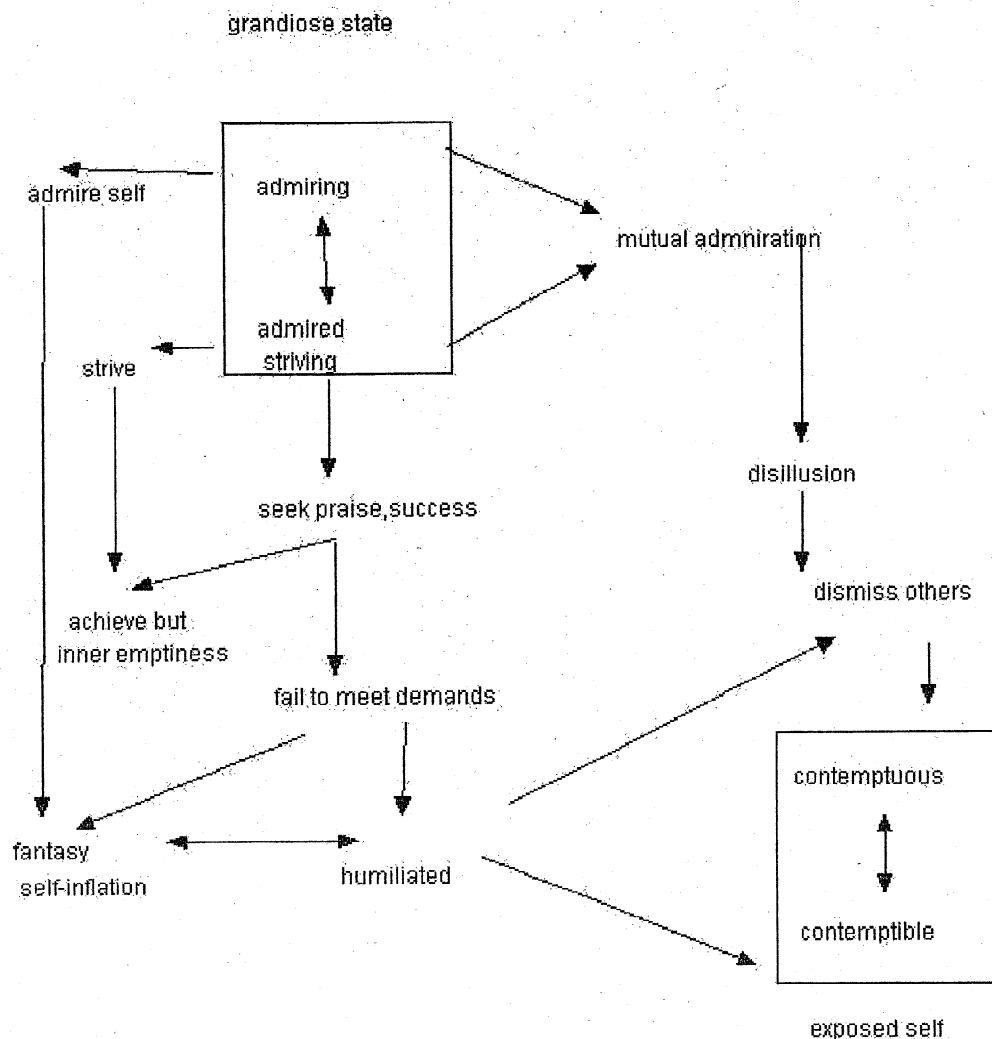 grandiose state
admire self
admiring
mutual admniration
admired
striving
strive
disillusion
seek praise,success
dismiss others
achieve but
inner emptiness
fail to meet demands
contemptuous
fantasy
self-inflation
humiliated
contemptible
exposed self